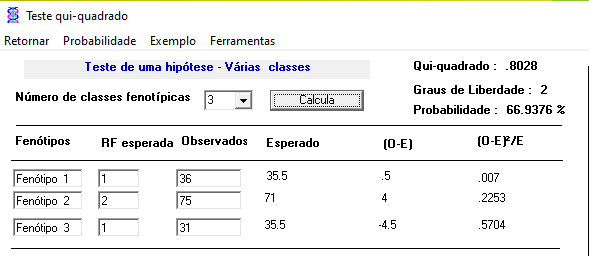 Teste qui-quadrado
Retornar Probabilidade Exemplo Ferramentas
Teste de uma hipótese - Várias classes
Qui-quadrado : .8028
Número de classes fenotípicas 3 Calcula
Graus de Liberdade : 2
Probabilidade : 66.9376 %
Fenótipos RF esperada Observados Esperado (O-E) (O-E)²/E
Fenótipo 1 1 36 35.5 .5 .007
Fenótipo 2 2 75 71 4 .2253
Fenótipo 3 1 31 35.5 -4.5 .5704